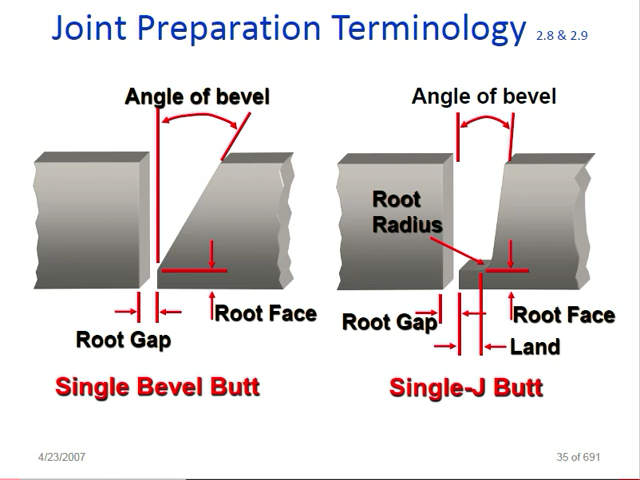 Joint Preparation Terminology 2.8 & 2.9
Angle of bevel
Angle of bevel
Root
Radius
Root Gap
Root Face
Root Gap
Root Face
Land
Single Bevel Butt
Single-J Butt
4/23/2007
35 of 691